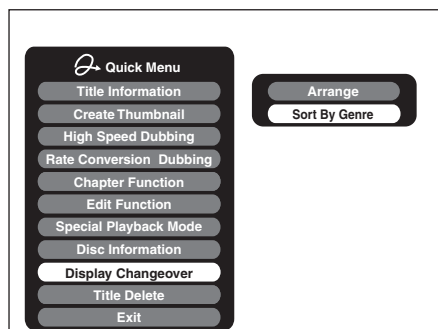 Quick Menu
Title Information
Create Thumbnail
High Speed Dubbing
Rate Conversion Dubbing
Chapter Function
Edit Function
Special Playback Mode
Disc Information
Display Changeover
Title Delete
Exit
Arrange
Sort By Genre